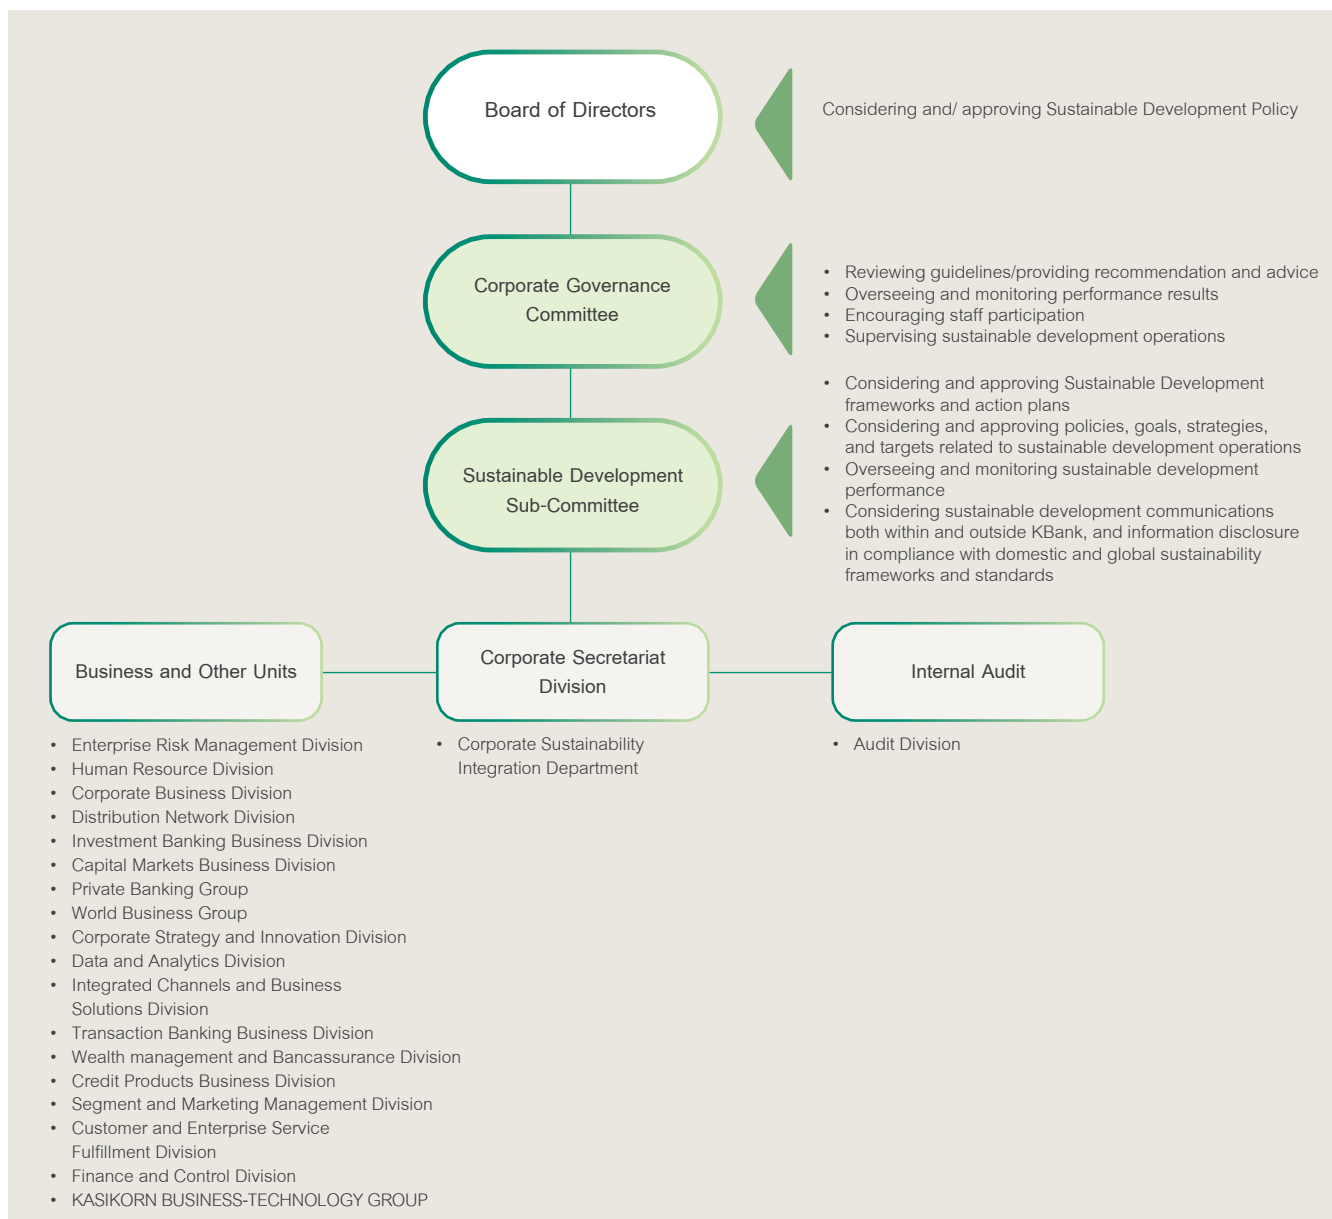 Board of Directors
Considering and/ approving Sustainable Development Policy
Corporate Governance
Committee
• Reviewing guidelines/providing recommendation and advice
• Overseeing and monitoring performance results
• Encouraging staff participation
• Supervising sustainable development operations
Sustainable Development
Sub-Committee
• Considering and approving Sustainable Development
frameworks and action plans
• Considering and approving policies, goals, strategies,
and targets related to sustainable development operations
• Overseeing and monitoring sustainable development
performance
• Considering sustainable development communications
both within and outside KBank, and information disclosure
in compliance with domestic and global sustainability
frameworks and standards
Business and Other Units
• Enterprise Risk Management Division
• Human Resource Division
• Corporate Business Division
• Distribution Network Division
• Investment Banking Business Division
• Capital Markets Business Division
• Private Banking Group
• World Business Group
• Corporate Strategy and Innovation Division
• Data and Analytics Division
• Integrated Channels and Business
Solutions Division
• Transaction Banking Business Division
• Wealth management and Bancassurance Division
• Credit Products Business Division
• Segment and Marketing Management Division
• Customer and Enterprise Service
Fulfillment Division
• Finance and Control Division
• KASIKORN BUSINESS-TECHNOLOGY GROUP
Corporate Secretariat
Division
• Corporate Sustainability
Integration Department
Internal Audit
• Audit Division